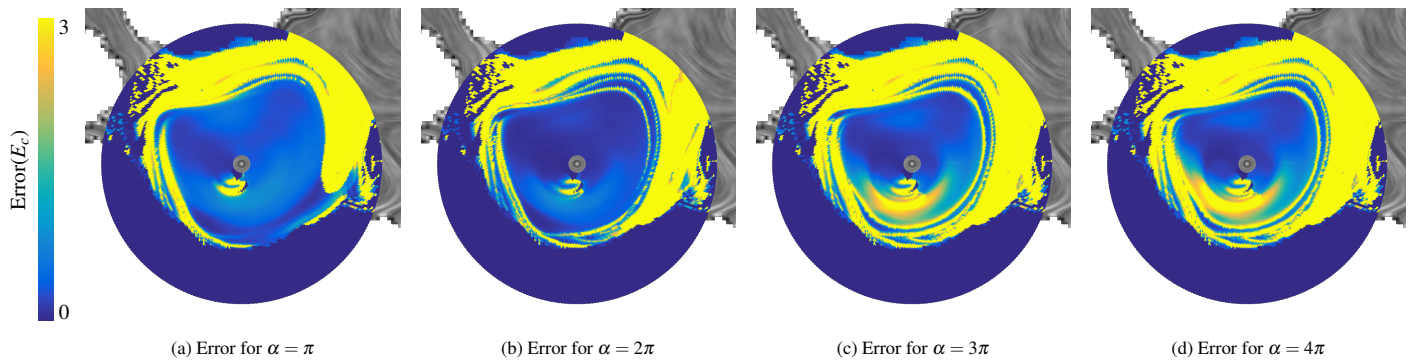 3
Error(E_c)
0
(a) Error for α = π
(b) Error for α = 2π
(c) Error for α = 3π
(d) Error for α = 4π